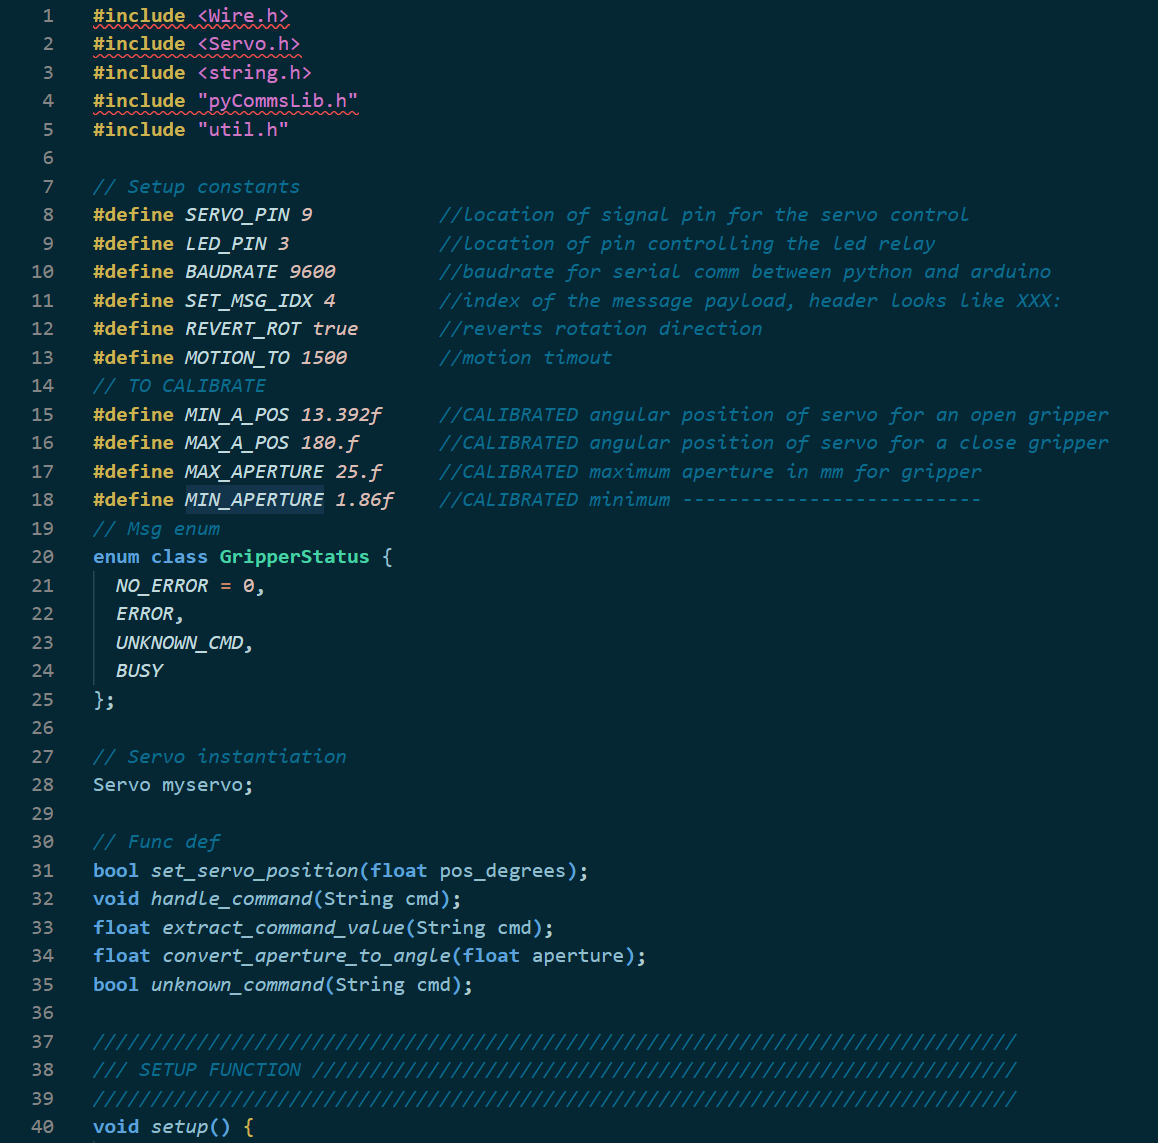 1 #include <Wire.h>
2 #include <Servo.h>
3 #include <string.h>
4 #include "pyCommsLib.h"
5 #include "util.h"
6
7 // Setup constants
8 #define SERVO_PIN 9 //location of signal pin for the servo control
9 #define LED_PIN 3 //location of pin controlling the led relay
10 #define BAUDRATE 9600 //baudrate for serial comm between python and arduino
11 #define SET_MSG_IDX 4 //index of the message payload, header looks like XXX:
12 #define REVERT_ROT true //reverts rotation direction
13 #define MOTION_TO 1500 //motion timout
14 // TO CALIBRATE
15 #define MIN_A_POS 13.392f //CALIBRATED angular position of servo for an open gripper
16 #define MAX_A_POS 180.f //CALIBRATED angular position of servo for a close gripper
17 #define MAX_APERTURE 25.f //CALIBRATED maximum aperture in mm for gripper
18 #define MIN_APERTURE 1.86f //CALIBRATED minimum --------------------------
19 // Msg enum
20 enum class GripperStatus {
21 NO_ERROR = 0,
22 ERROR,
23 UNKNOWN_CMD,
24 BUSY
25 };
26
27 // Servo instantiation
28 Servo myservo;
29
30 // Func def
31 bool set_servo_position(float pos_degrees);
32 void handle_command(String cmd);
33 float extract_command_value(String cmd);
34 float convert_aperture_to_angle(float aperture);
35 bool unknown_command(String cmd);
36
37 ////////////////////////////////////////////////////////////////////////////////
38 /// SETUP FUNCTION /////////////////////////////////////////////////////////////
39 ////////////////////////////////////////////////////////////////////////////////
40 void setup() {